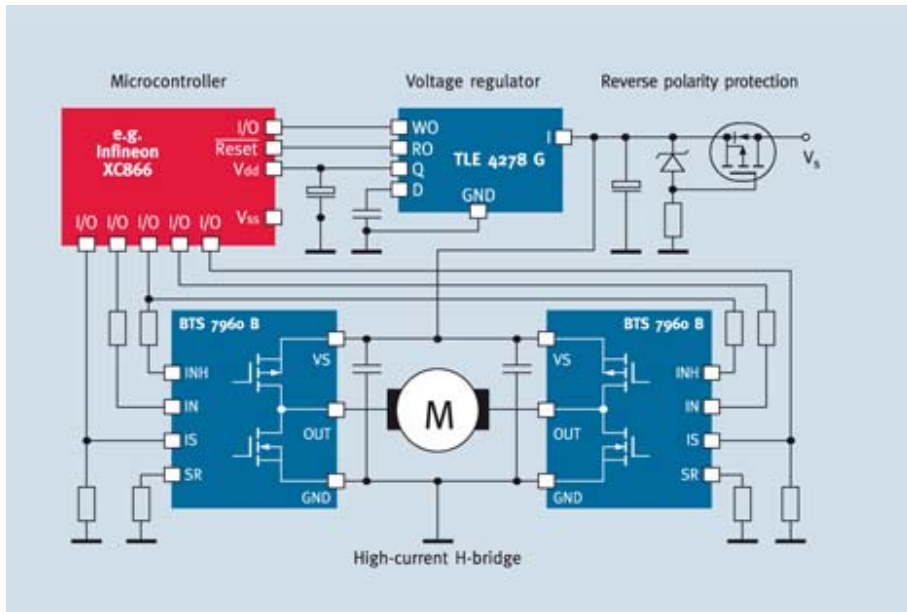 Microcontroller
Voltage regulator
Reverse polarity protection
e.g.
Infineon
XC866
I/O
Reset
Vdd
Vss
I/O I/O I/O I/O I/O
WO
RO
Q
D
TLE 4278 G
I
GND
Vs
BTS 7960 B
INH
IN
IS
SR
VS
OUT
GND
M
BTS 7960 B
VS
OUT
GND
INH
IN
IS
SR
High-current H-bridge